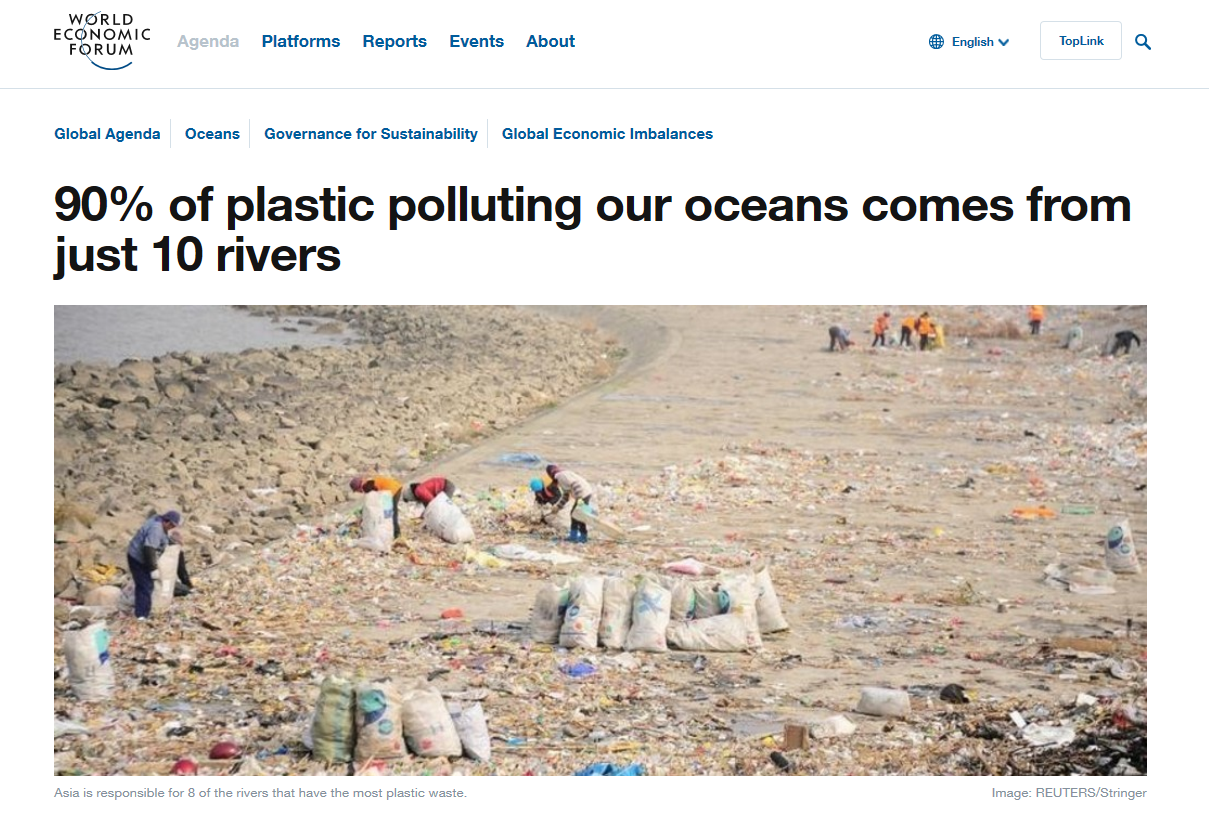 WORLD
ECONOMIC
FORUM
Agenda Platforms Reports Events About
English
TopLink
Global Agenda Oceans Governance for Sustainability Global Economic Imbalances
90% of plastic polluting our oceans comes from
just 10 rivers
Asia is responsible for 8 of the rivers that have the most plastic waste.
Image: REUTERS/Stringer